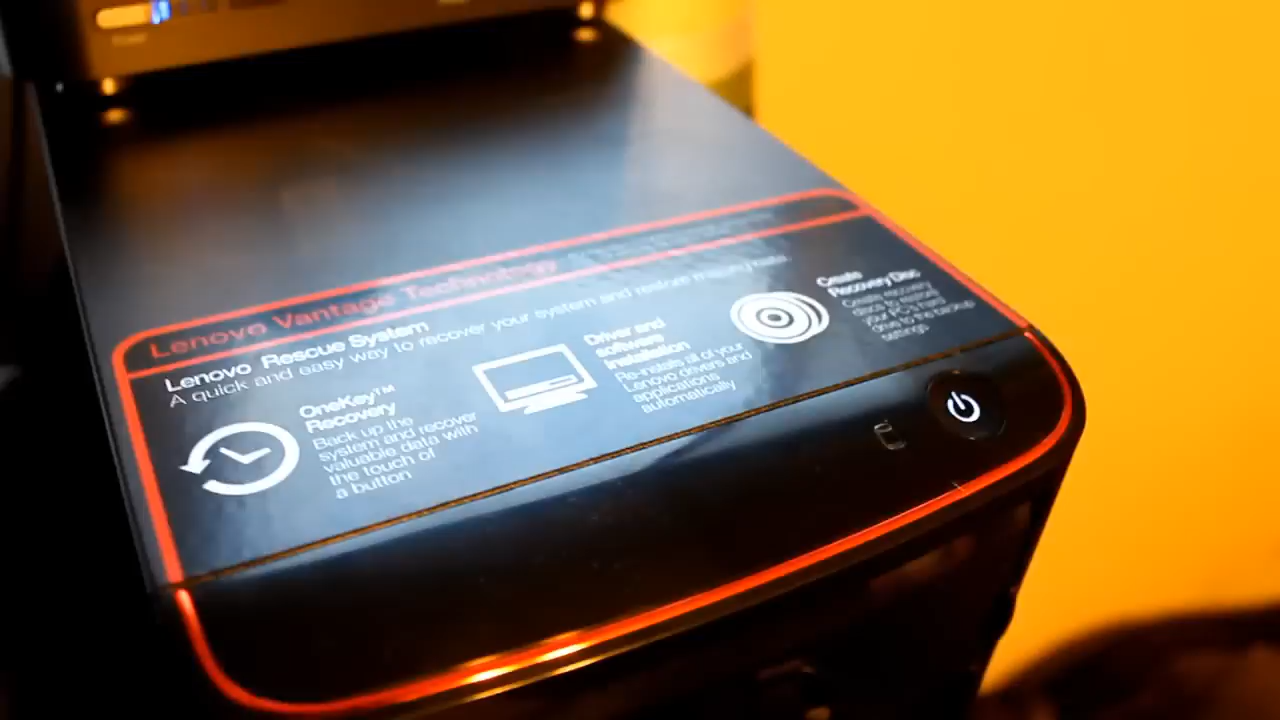 Lenovo Vantage Technology
Lenovo Rescue System
A quick and easy way to recover your system and restore missing data.
OneKey™
Recovery
Back up the
system and recover
valuable data with
the touch of
a button
Driver and
software
installation
Re-installs all of your
Lenovo drivers and
applications
automatically
Create
Recovery Disc
Create recovery
discs to restore
your PC's hard
drive to the backup
settings